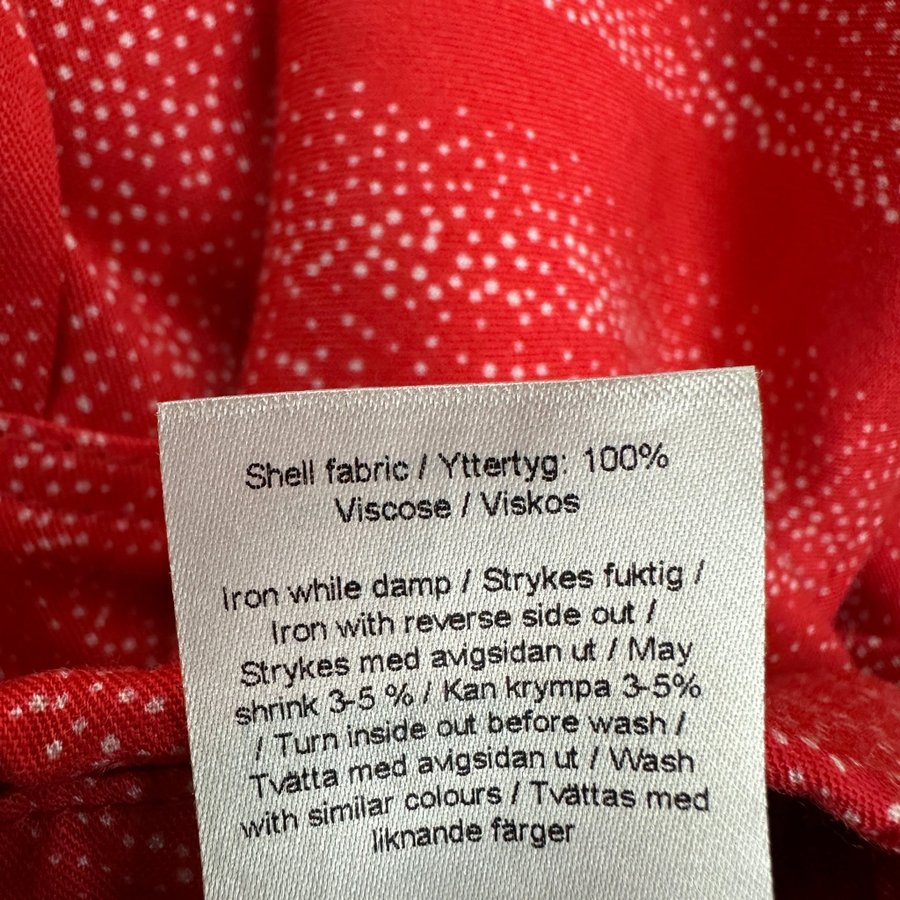 Shell fabric / Yttertyg: 100%
Viscose / Viskos
Iron while damp / Strykes fuktig /
Iron with reverse side out /
Strykes med avigsidan ut / May
shrink 3-5 % / Kan krympa 3-5%
/ Turn inside out before wash /
Tvätta med avigsidan ut / Wash
with similar colours / Tvättas med
liknande färger